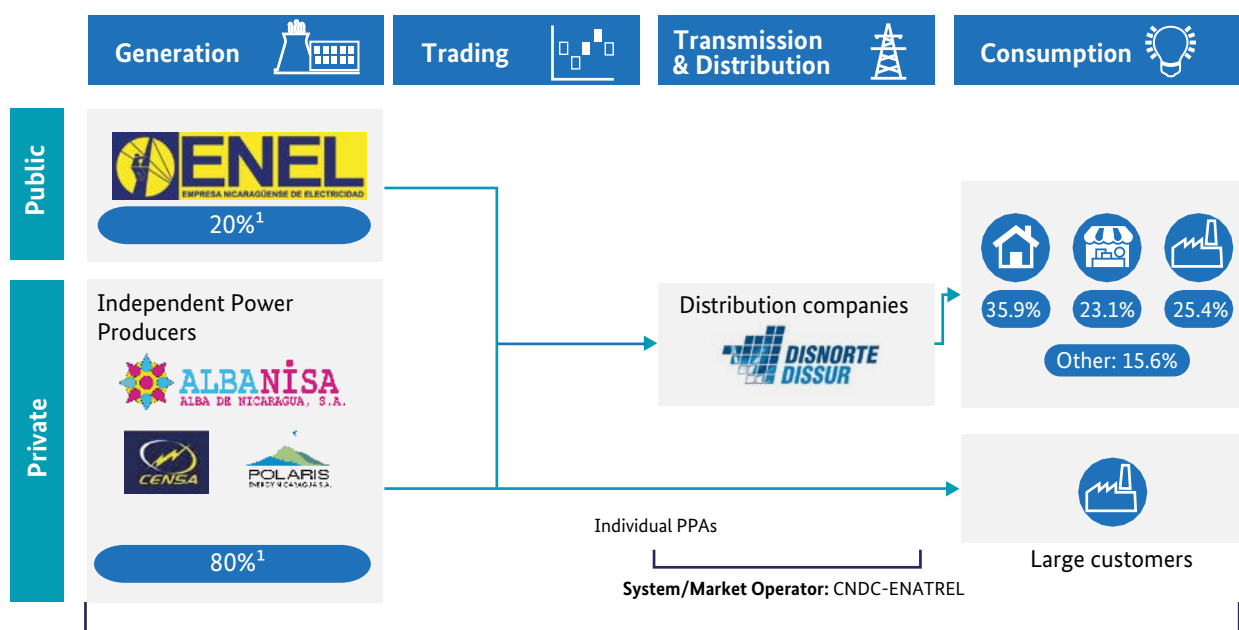 Generation
Trading
Transmission
& Distribution
Consumption
Public
ENEL
EMPRESA NICARAGÜENSE DE ELECTRICIDAD
20%¹
35.9%
23.1%
25.4%
Other: 15.6%
Private
Independent Power
Producers
ALBANISA
ALBA DE NICARAGUA, S.A.
CENSA
POLARIS
ENERGY NICARAGUA S.A.
80%¹
Distribution companies
DISNORTE
DISSUR
Individual PPAs
System/Market Operator: CNDC-ENATREL
Large customers